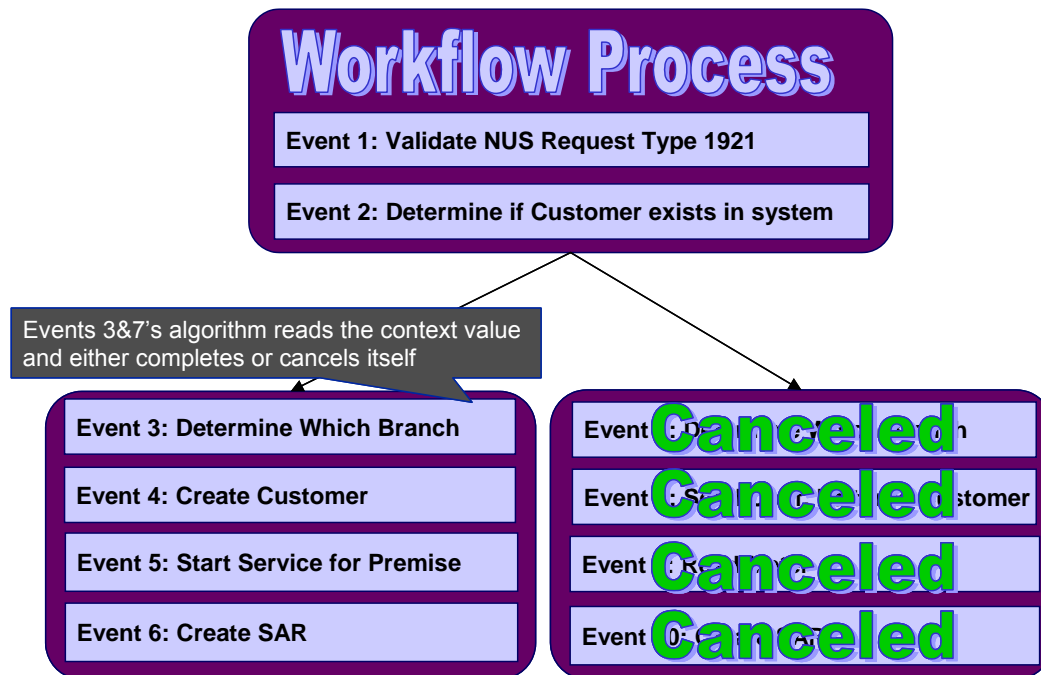 Workflow Process
Event 1: Validate NUS Request Type 1921
Event 2: Determine if Customer exists in system
Events 3&7's algorithm reads the context value
and either completes or cancels itself
Event 3: Determine Which Branch
Event 4: Create Customer
Event 5: Start Service for Premise
Event 6: Create SAR
Event
Canceled
Event
Canceled
Event
Canceled
Event
Canceled